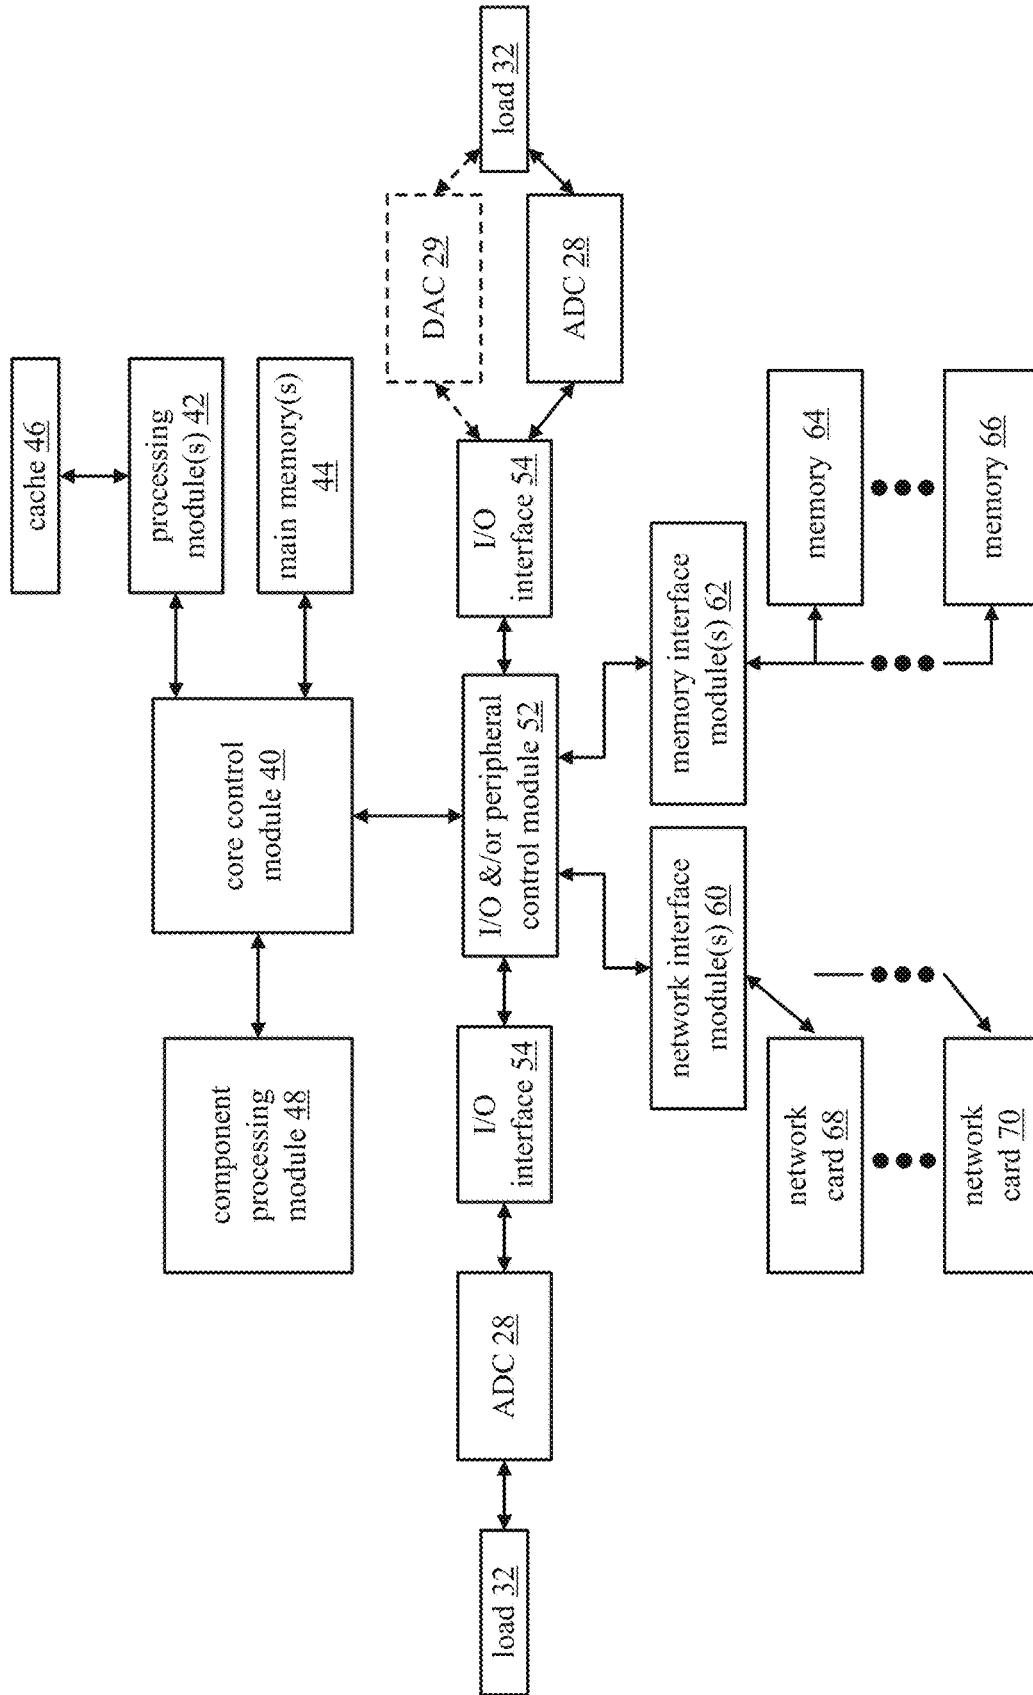 cache 46
component
processing
module 48
core control
module 40
processing
module(s) 42
main memory(s)
44
load 32
ADC 28
I/O
interface 54
I/O &/or peripheral
control module 52
I/O
interface 54
DAC 29
ADC 28
load 32
network interface
module(s) 60
memory interface
module(s) 62
network
card 68
memory 64
network
card 70
memory 66